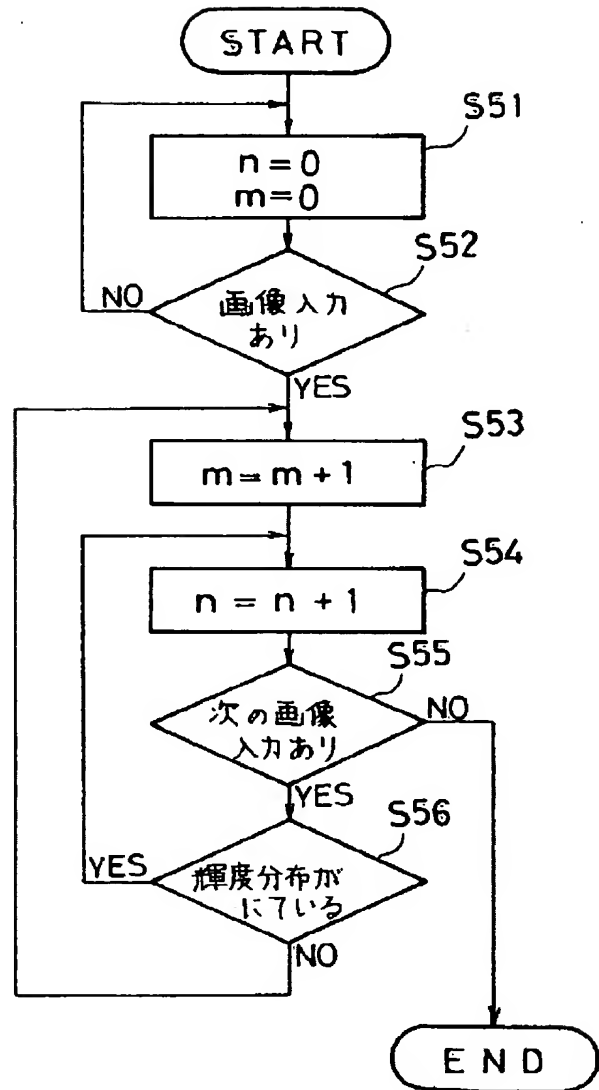 START
S51
n=0
m=0
S52
画像入力
あり
NO
YES
S53
m=m+1
S54
n=n+1
S55
次の画像
入力あり
NO
YES
S56
輝度分布が
にている
YES
NO
END